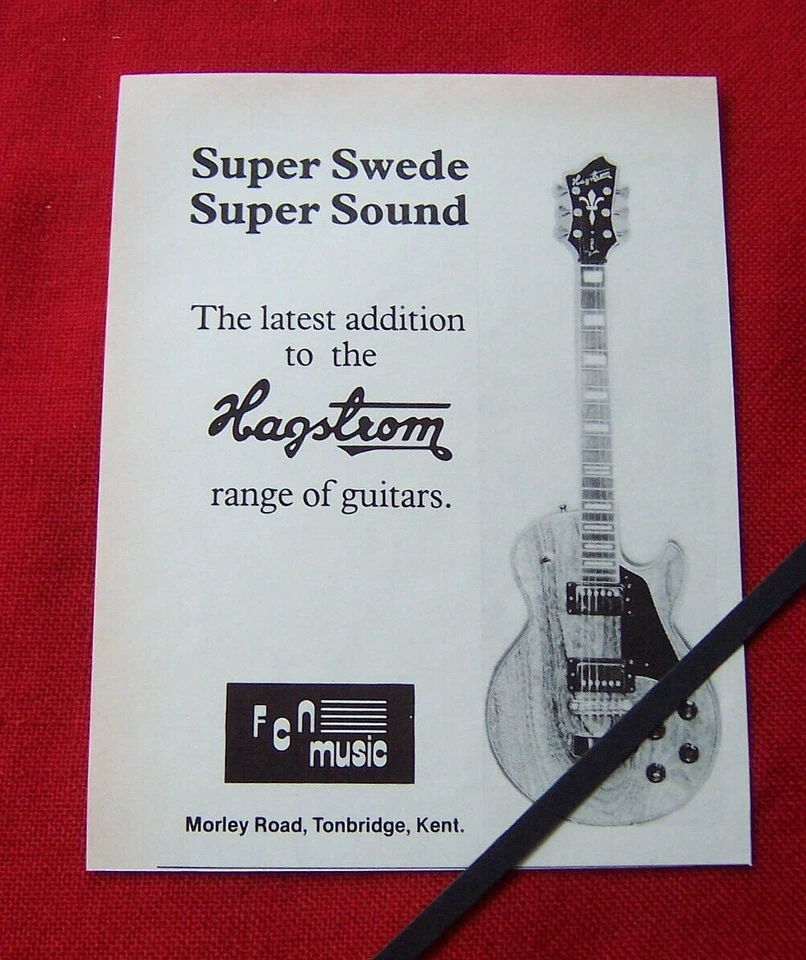 Super Swede
Super Sound
The latest addition
to the
Hagstrom
range of guitars.
Hagstrom
Fcn
music
Morley Road, Tonbridge, Kent.